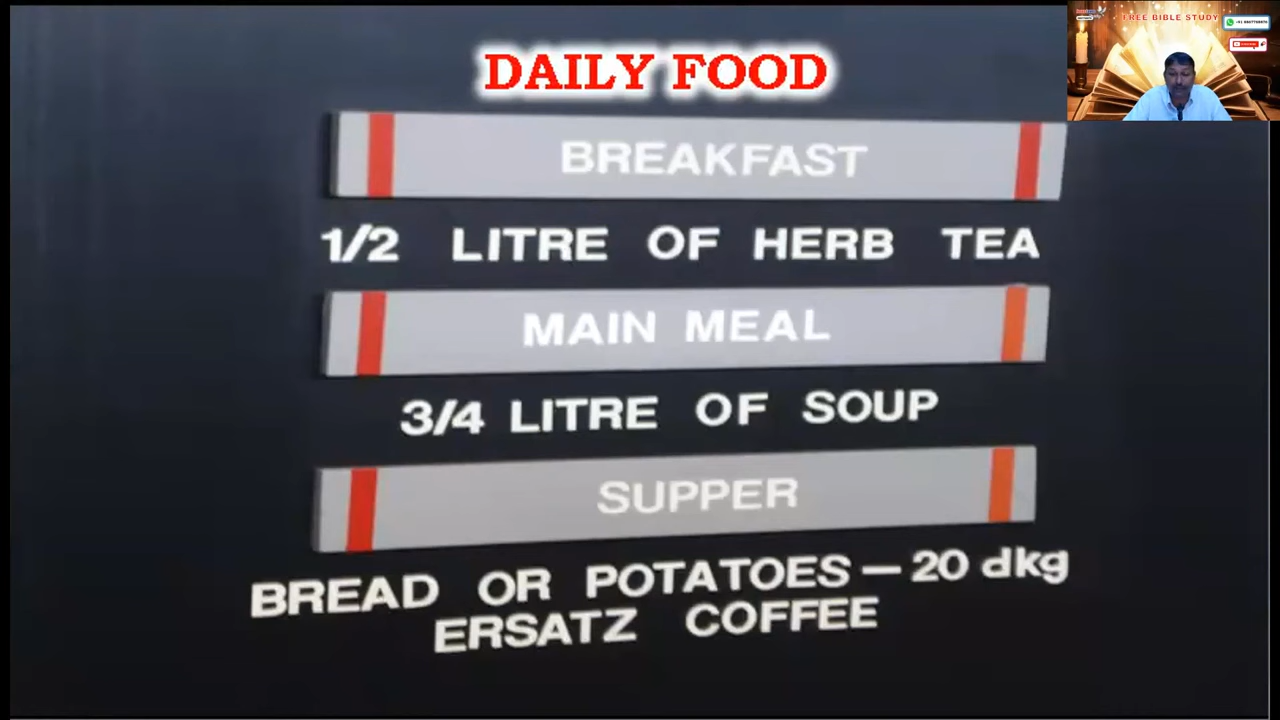 DAILY FOOD
FREE BIBLE STUDY
BREAKFAST
1/2 LITRE OF HERB TEA
MAIN MEAL
3/4 LITRE OF SOUP
SUPPER
BREAD OR POTATOES — 20 dkg
ERSATZ COFFEE